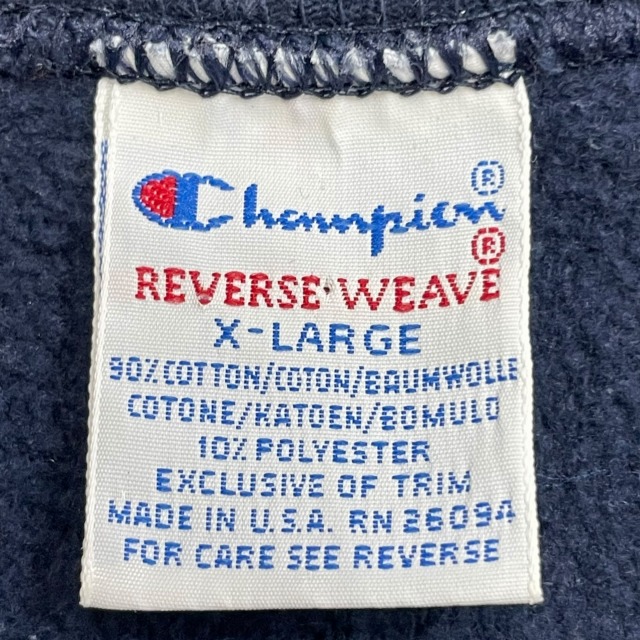 Champion®
REVERSE WEAVE®
X-LARGE
90% COTTON/COTON/BAUMWOLLE
COTONE/KATOEN/BOMULD
10% POLYESTER
EXCLUSIVE OF TRIM
MADE IN U.S.A. RN 26094
FOR CARE SEE REVERSE